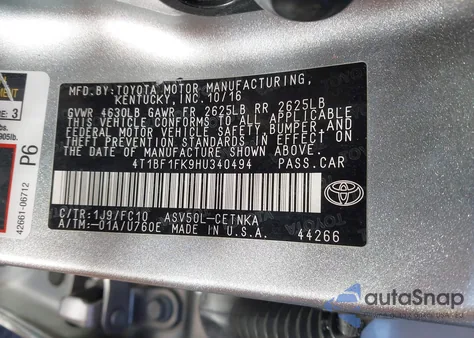 MFD.BY:TOYOTA MOTOR MANUFACTURING,
KENTUCKY,INC.10/16
GVWR 4630LB GAWR FR 2625LB RR 2625LB
THIS VEHICLE CONFORMS TO ALL APPLICABLE
FEDERAL MOTOR VEHICLE SAFETY,BUMPER,AND
THEFT PREVENTION STANDARDS IN EFFECT ON
THE DATE OF MANUFACTURE SHOWN ABOVE.
4T1BF1FK9HU340494 PASS.CAR
C/TR:1J9/FC10 ASV50L-CETNKA
A/TM:-01A/U760E MADE IN U.S.A.
44266
TOYOTA
E: 3
P6
42661-06712
autoSnap